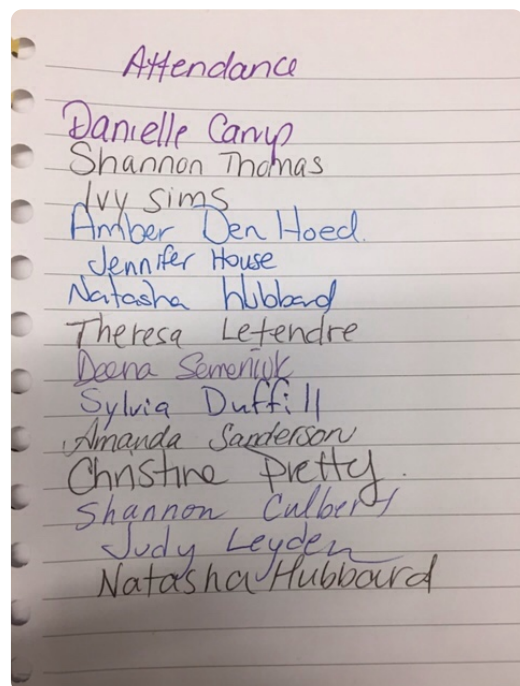 Attendance
Danielle Camp
Shannon Thomas
Ivy Sims
Amber Den Hoed.
Jennifer House
Natasha Hubbard
Theresa Letendre
Deena Semeniuk
Sylvia Duffill
Amanda Sanderson
Christine Pretty.
Shannon Culbert
Judy Leyden
Natasha Hubbard